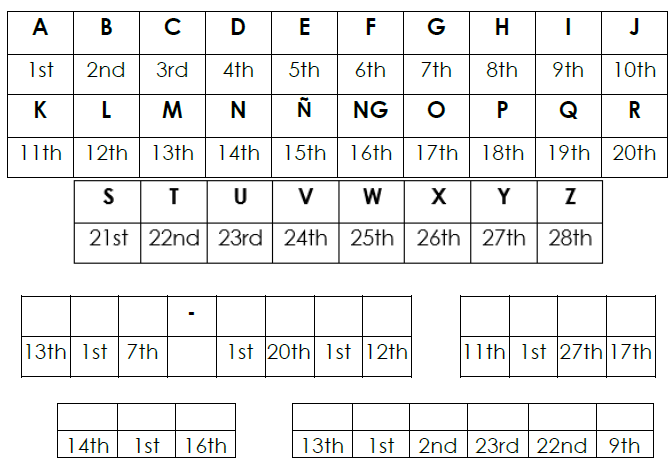 A B C D E F G H I J
1st 2nd 3rd 4th 5th 6th 7th 8th 9th 10th
K L M N Ñ NG O P Q R
11th 12th 13th 14th 15th 16th 17th 18th 19th 20th
S T U V W X Y Z
21st 22nd 23rd 24th 25th 26th 27th 28th
-
13th 1st 7th 1st 20th 1st 12th 11th 1st 27th 17th
14th 1st 16th 13th 1st 2nd 23rd 22nd 9th